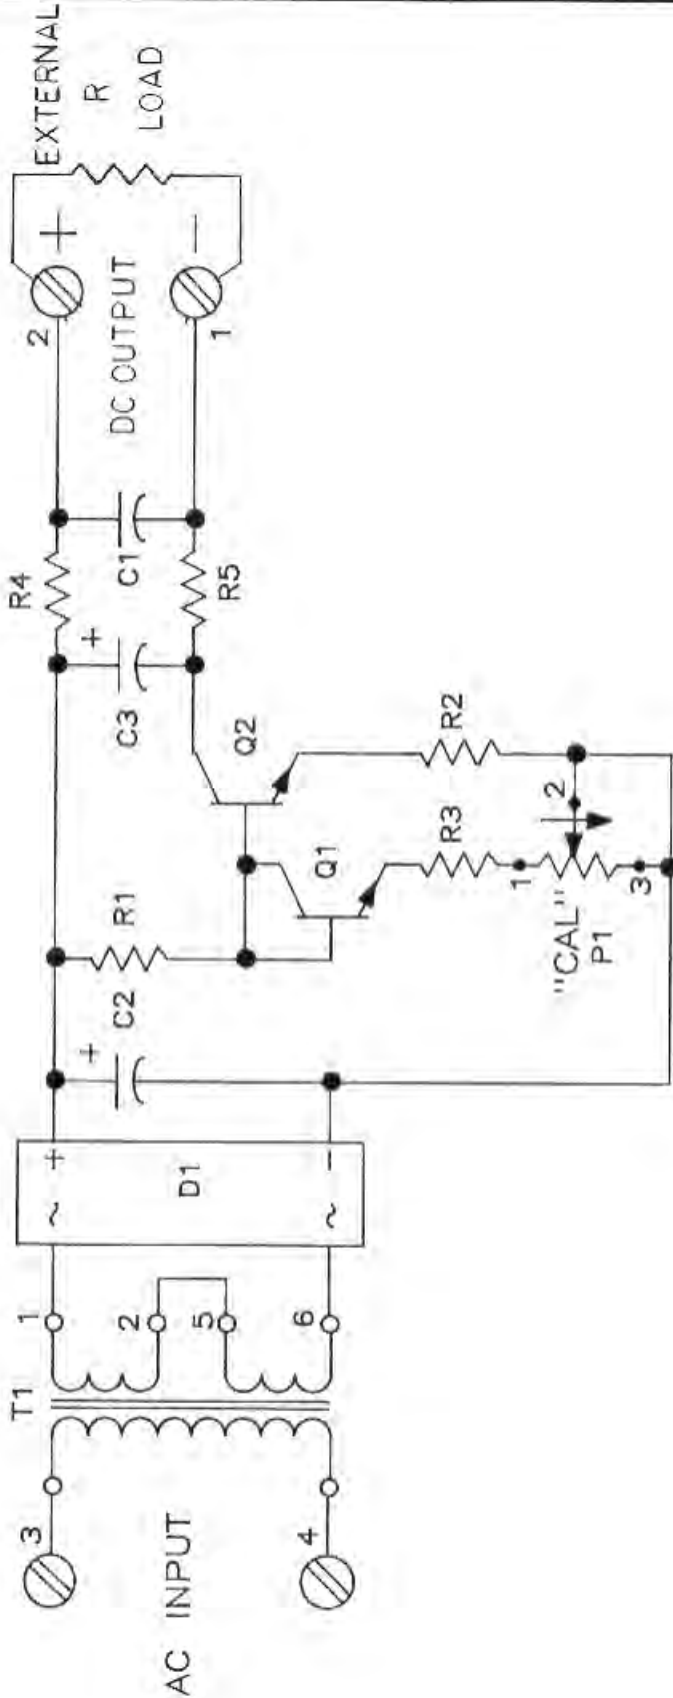 EXTERNAL
R
LOAD
2
+
DC OUTPUT
1
−
R4
C1
R5
+
C3
Q2
R2
Q1
R3
2
1
3
"CAL"
P1
R1
+
C2
+
−
D1
~
~
T1
1
2
5
6
3
4
AC INPUT